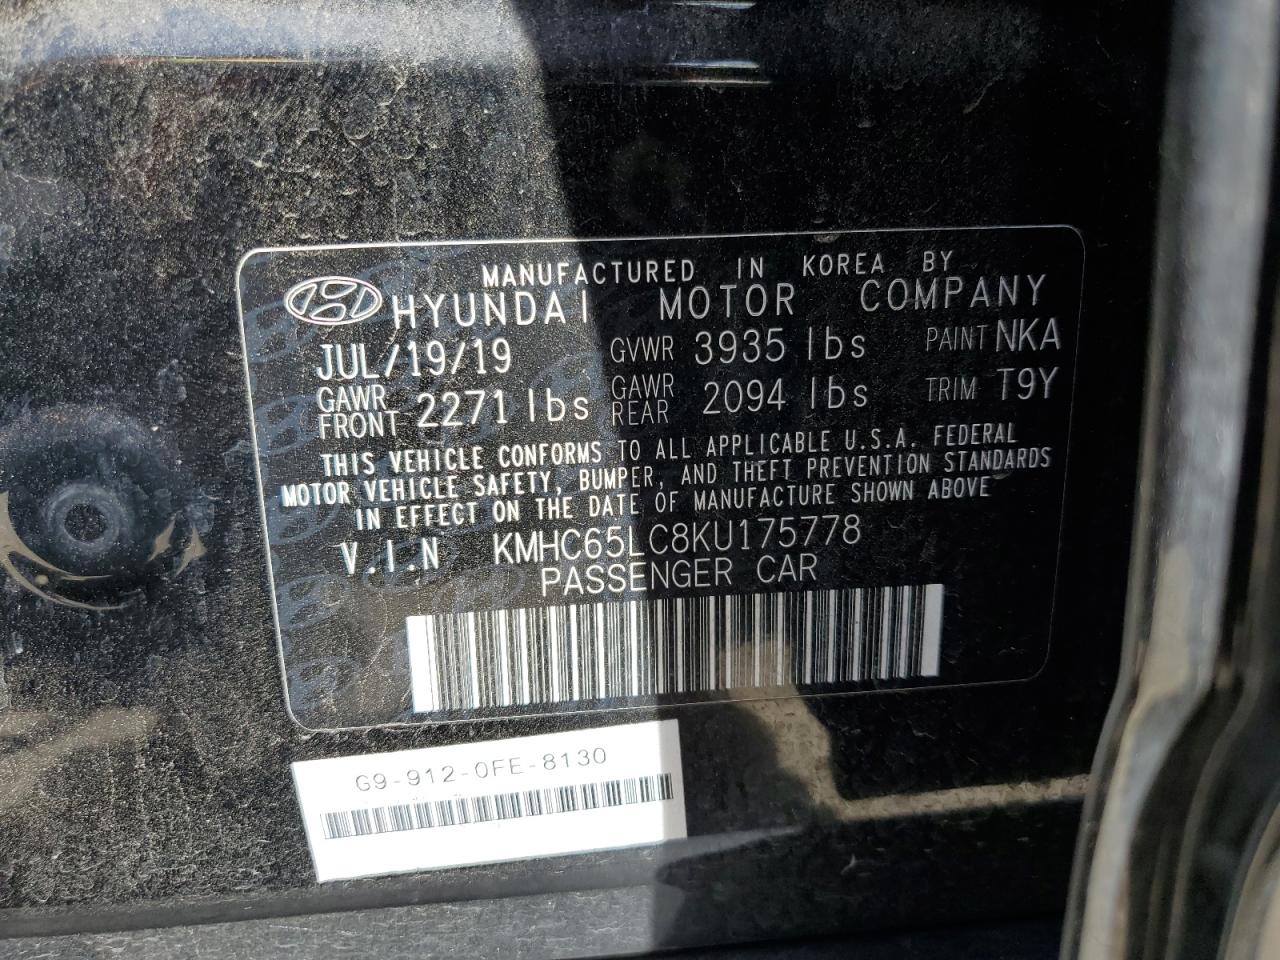 MANUFACTURED IN KOREA BY
HYUNDAI MOTOR COMPANY
JUL/19/19 GVWR 3935 lbs PAINT NKA
GAWR FRONT 2271 lbs GAWR REAR 2094 lbs TRIM T9Y
THIS VEHICLE CONFORMS TO ALL APPLICABLE U.S.A. FEDERAL
MOTOR VEHICLE SAFETY, BUMPER, AND THEFT PREVENTION STANDARDS
IN EFFECT ON THE DATE OF MANUFACTURE SHOWN ABOVE
V.I.N KMHC65LC8KU175778
PASSENGER CAR
G9-912-0FE-8130